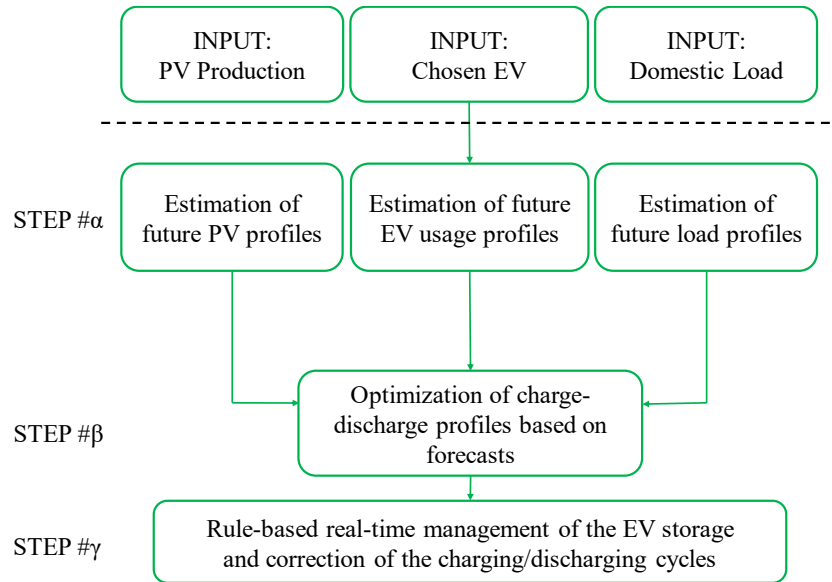 INPUT:
PV Production
INPUT:
Chosen EV
INPUT:
Domestic Load
STEP #α
Estimation of
future PV profiles
Estimation of future
EV usage profiles
Estimation of
future load profiles
STEP #β
Optimization of charge-
discharge profiles based on
forecasts
STEP #γ
Rule-based real-time management of the EV storage
and correction of the charging/discharging cycles